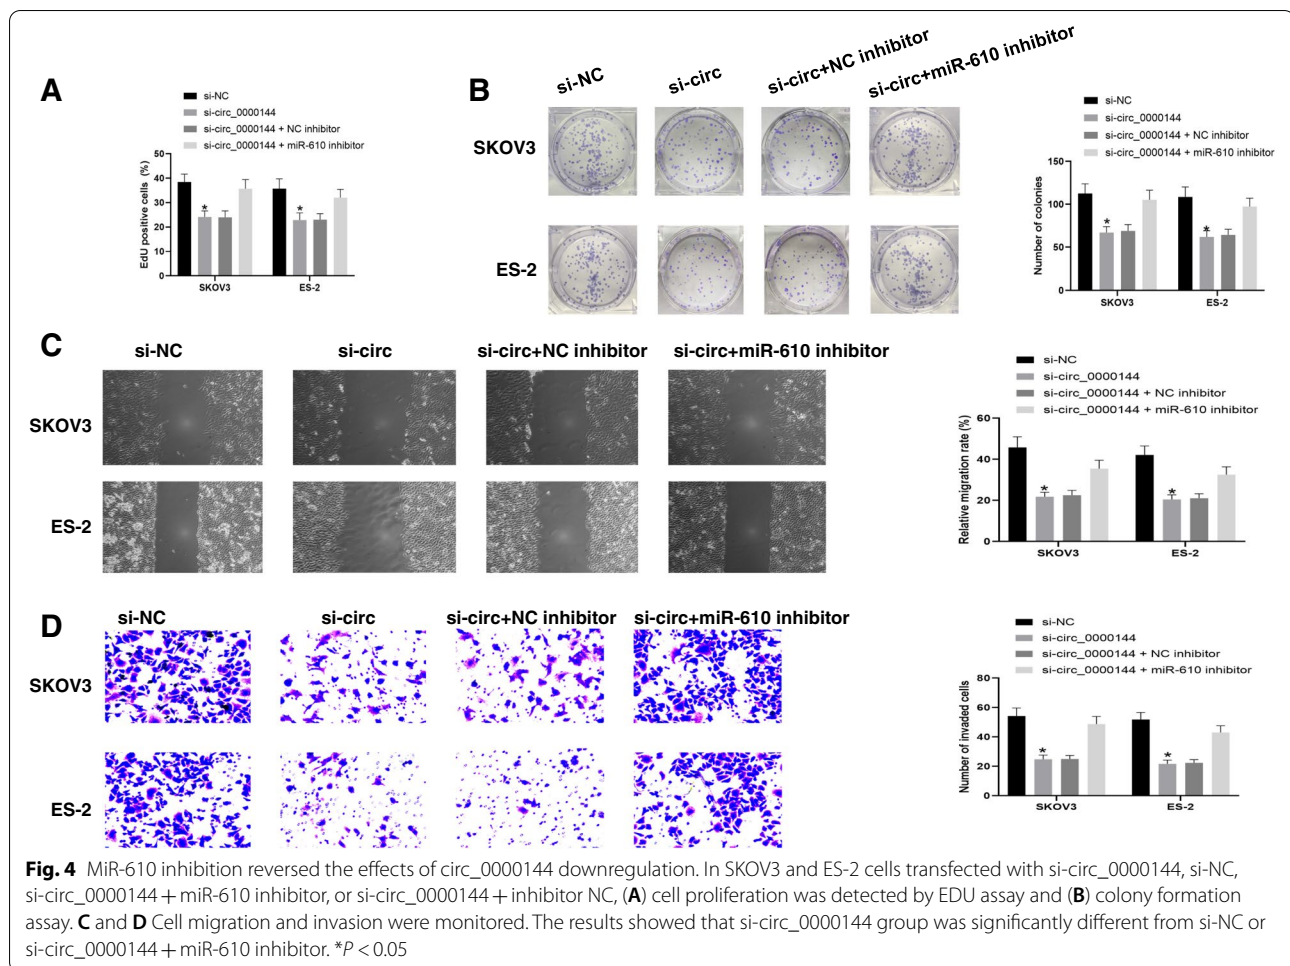 A
si-NC
si-circ_0000144
si-circ_0000144 + NC inhibitor
si-circ_0000144 + miR-610 inhibitor
EdU positive cells (%)
50
40
30
20
10
0
*
*
SKOV3
ES-2
B
si-NC
si-circ
si-circ+NC inhibitor
si-circ+miR-610 inhibitor
SKOV3
ES-2
si-NC
si-circ_0000144
si-circ_0000144 + NC inhibitor
si-circ_0000144 + miR-610 inhibitor
Number of colonies
150
100
50
0
*
*
SKOV3
ES-2
C
si-NC
si-circ
si-circ+NC inhibitor
si-circ+miR-610 inhibitor
SKOV3
ES-2
si-NC
si-circ_0000144
si-circ_0000144 + NC inhibitor
si-circ_0000144 + miR-610 inhibitor
Relative migration rate (%)
60
40
20
0
*
*
SKOV3
ES-2
D
si-NC
si-circ
si-circ+NC inhibitor
si-circ+miR-610 inhibitor
SKOV3
ES-2
si-NC
si-circ_0000144
si-circ_0000144 + NC inhibitor
si-circ_0000144 + miR-610 inhibitor
Number of invaded cells
80
60
40
20
0
*
*
SKOV3
ES-2
Fig. 4 MiR-610 inhibition reversed the effects of circ_0000144 downregulation. In SKOV3 and ES-2 cells transfected with si-circ_0000144, si-NC,
si-circ_0000144 + miR-610 inhibitor, or si-circ_0000144 + inhibitor NC, (A) cell proliferation was detected by EDU assay and (B) colony formation
assay. C and D Cell migration and invasion were monitored. The results showed that si-circ_0000144 group was significantly different from si-NC or
si-circ_0000144 + miR-610 inhibitor. *P < 0.05